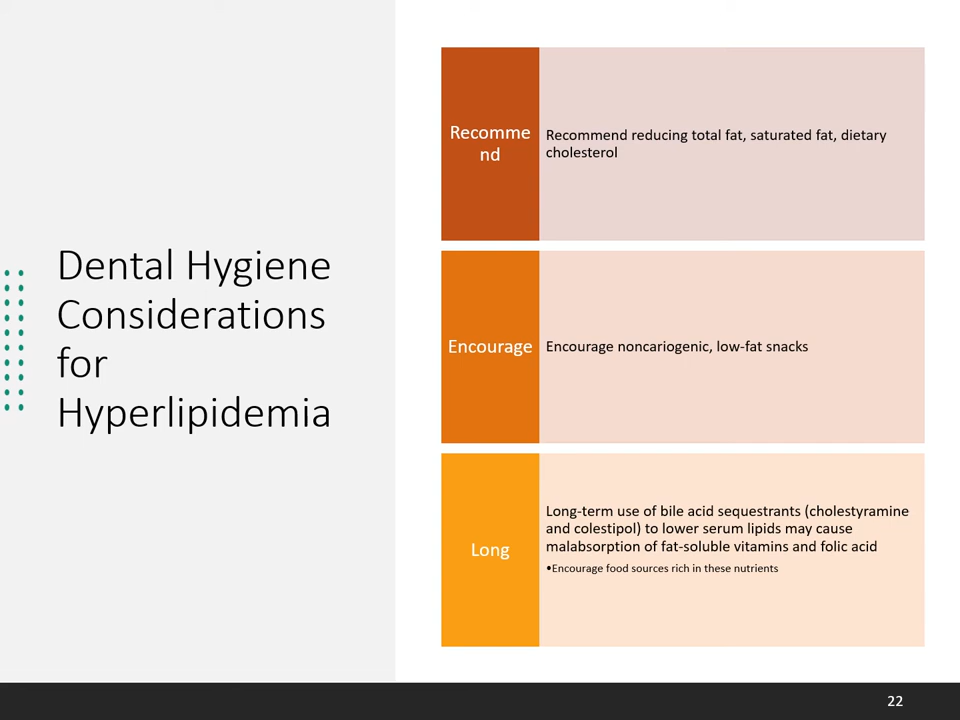 Dental Hygiene
Considerations
for
Hyperlipidemia
Recomme
nd
Recommend reducing total fat, saturated fat, dietary
cholesterol
Encourage
Encourage noncariogenic, low-fat snacks
Long
Long-term use of bile acid sequestrants (cholestyramine
and colestipol) to lower serum lipids may cause
malabsorption of fat-soluble vitamins and folic acid
•Encourage food sources rich in these nutrients
22